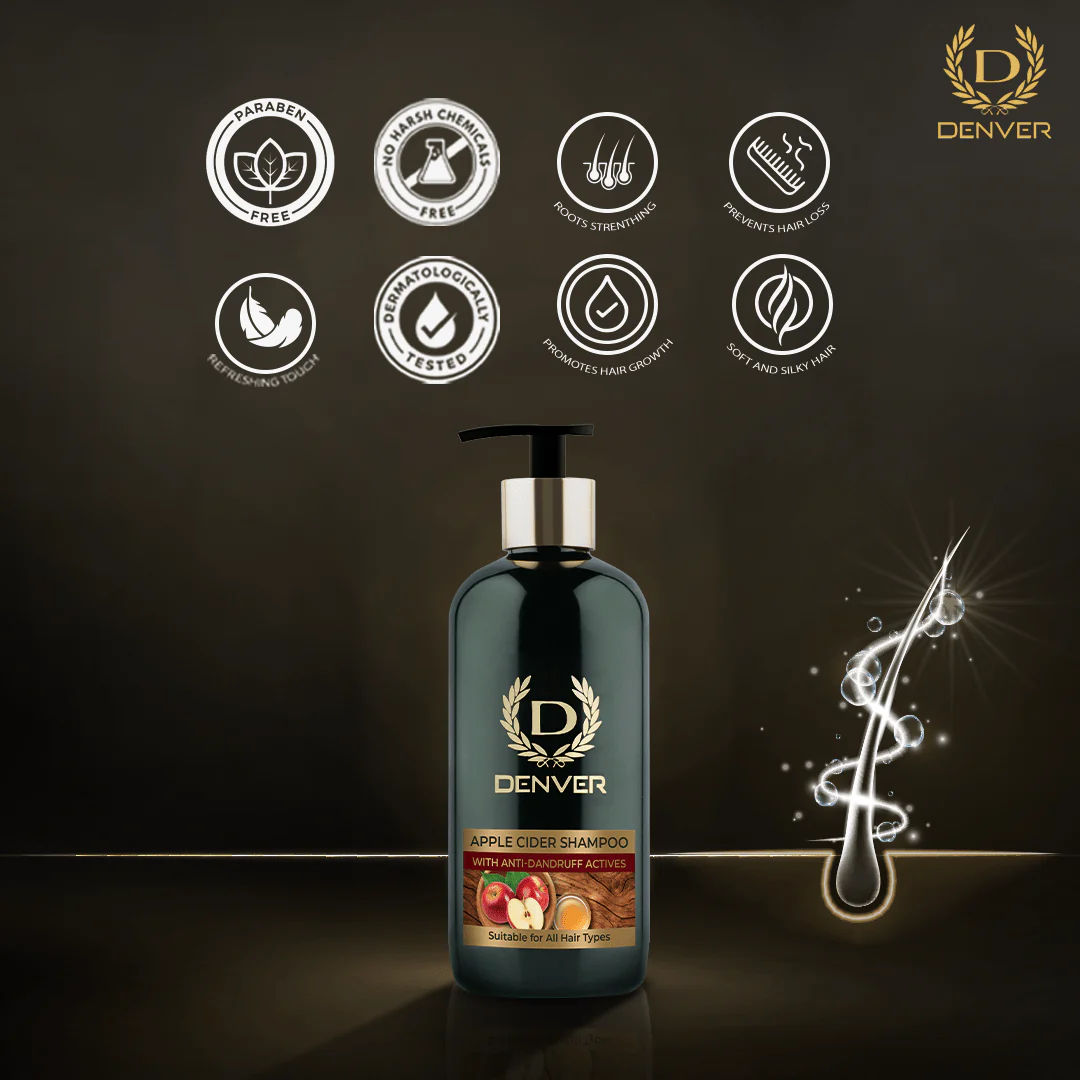 D
DENVER
PARABEN
FREE
NO HARSH CHEMICALS
FREE
ROOTS STRENTHING
PREVENTS HAIR LOSS
REFRESHING TOUCH
DERMATOLOGICALLY
TESTED
PROMOTES HAIR GROWTH
SOFT AND SILKY HAIR
D
DENVER
APPLE CIDER SHAMPOO
WITH ANTI-DANDRUFF ACTIVES
Suitable for All Hair Types